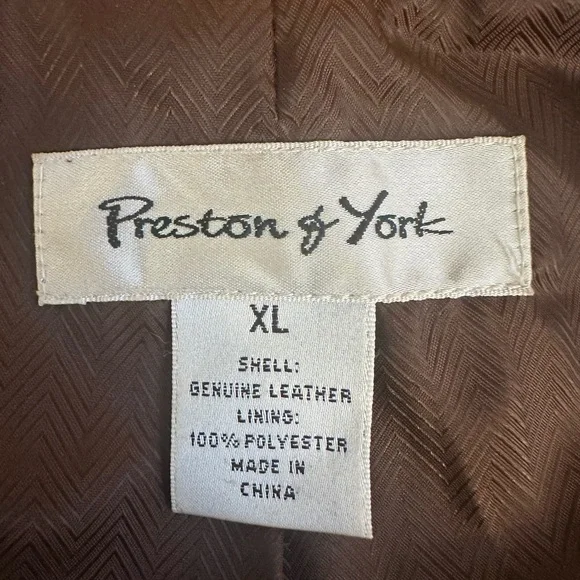 Preston & York
XL
SHELL:
GENUINE LEATHER
LINING:
100% POLYESTER
MADE IN
CHINA